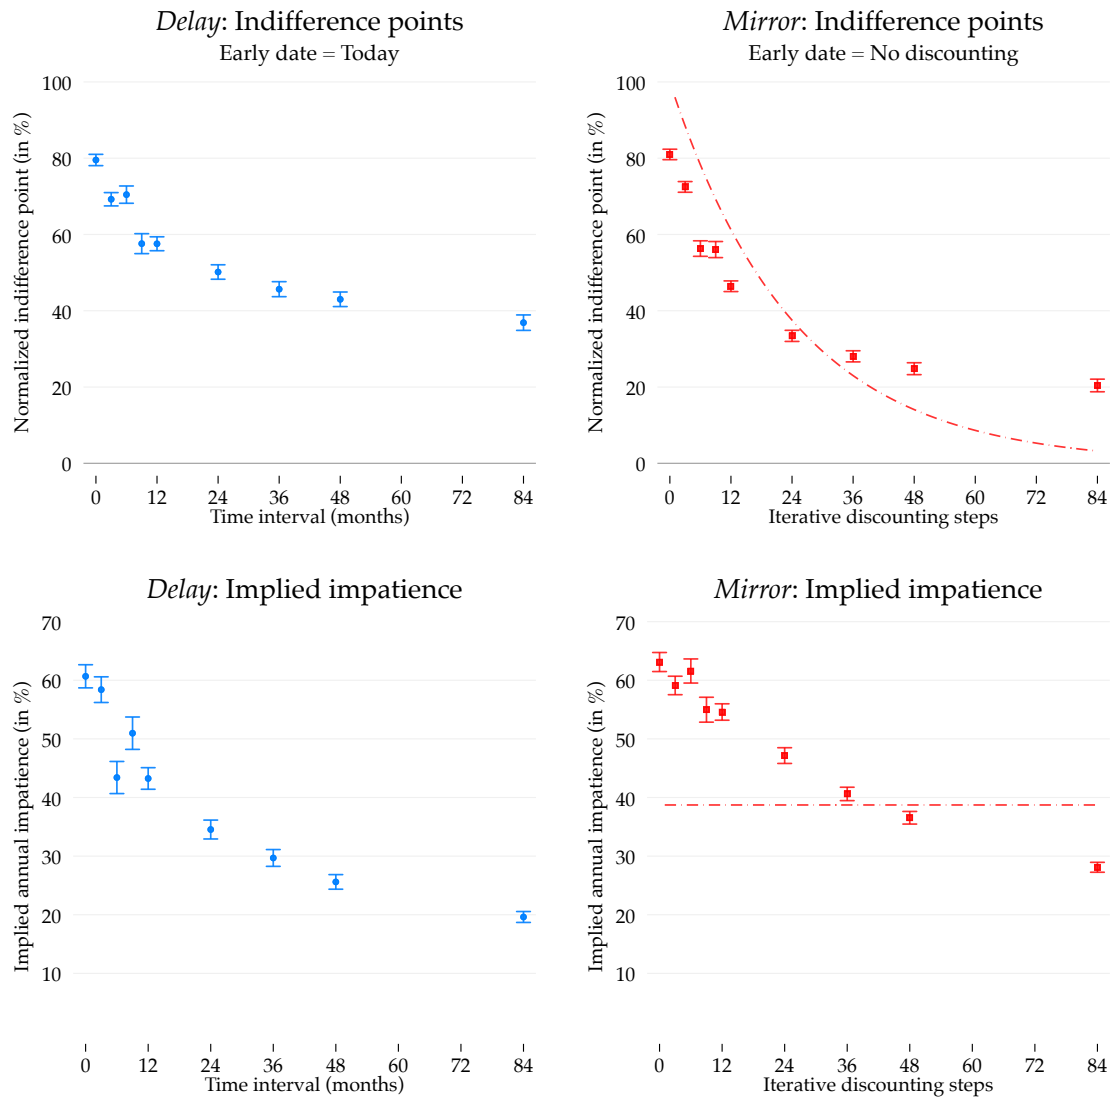 Delay: Indifference points
Early date = Today
Normalized indifference point (in %)
100
80
60
40
20
0
0 12 24 36 48 60 72 84
Time interval (months)
Mirror: Indifference points
Early date = No discounting
Normalized indifference point (in %)
100
80
60
40
20
0
0 12 24 36 48 60 72 84
Iterative discounting steps
Delay: Implied impatience
Implied annual impatience (in %)
70
60
50
40
30
20
10
0 12 24 36 48 60 72 84
Time interval (months)
Mirror: Implied impatience
Implied annual impatience (in %)
70
60
50
40
30
20
10
0 12 24 36 48 60 72 84
Iterative discounting steps